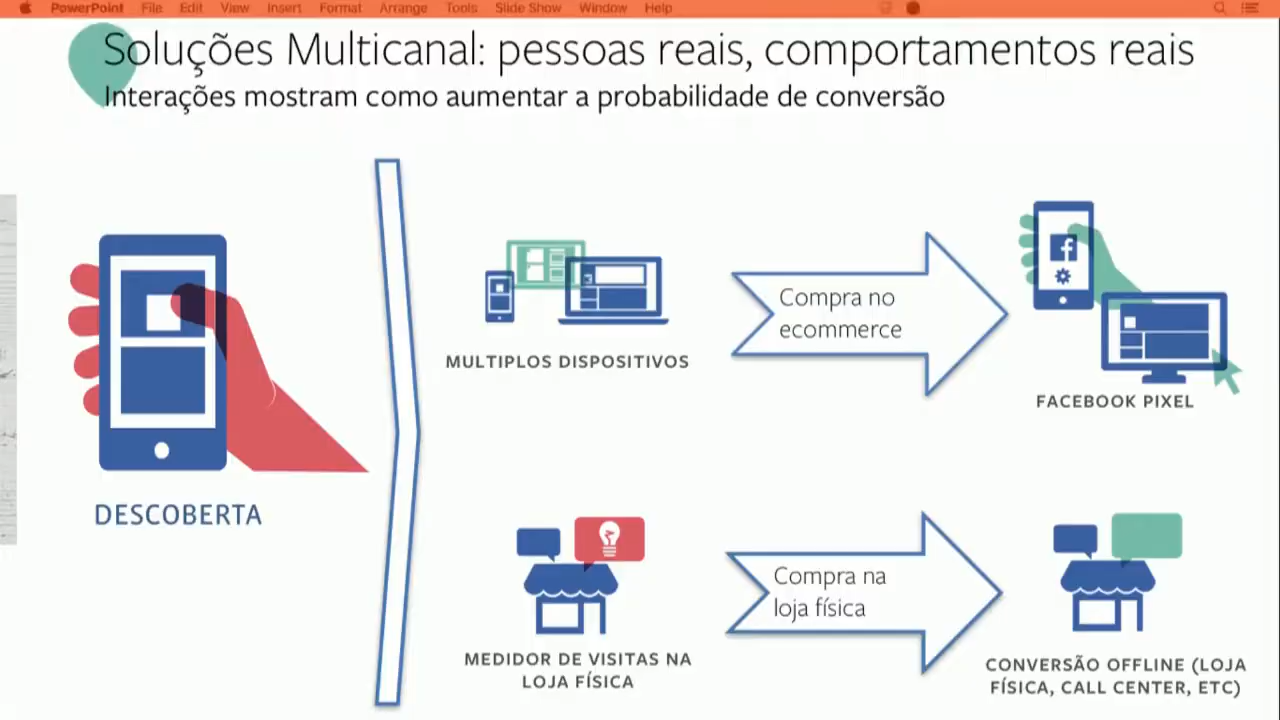 PowerPoint File Edit View Insert Format Arrange Tools Slide Show Window Help
Soluções Multicanal: pessoas reais, comportamentos reais
Interações mostram como aumentar a probabilidade de conversão
DESCOBERTA
MULTIPLOS DISPOSITIVOS
Compra no
ecommerce
f
FACEBOOK PIXEL
MEDIDOR DE VISITAS NA
LOJA FÍSICA
Compra na
loja física
CONVERSÃO OFFLINE (LOJA
FÍSICA, CALL CENTER, ETC)